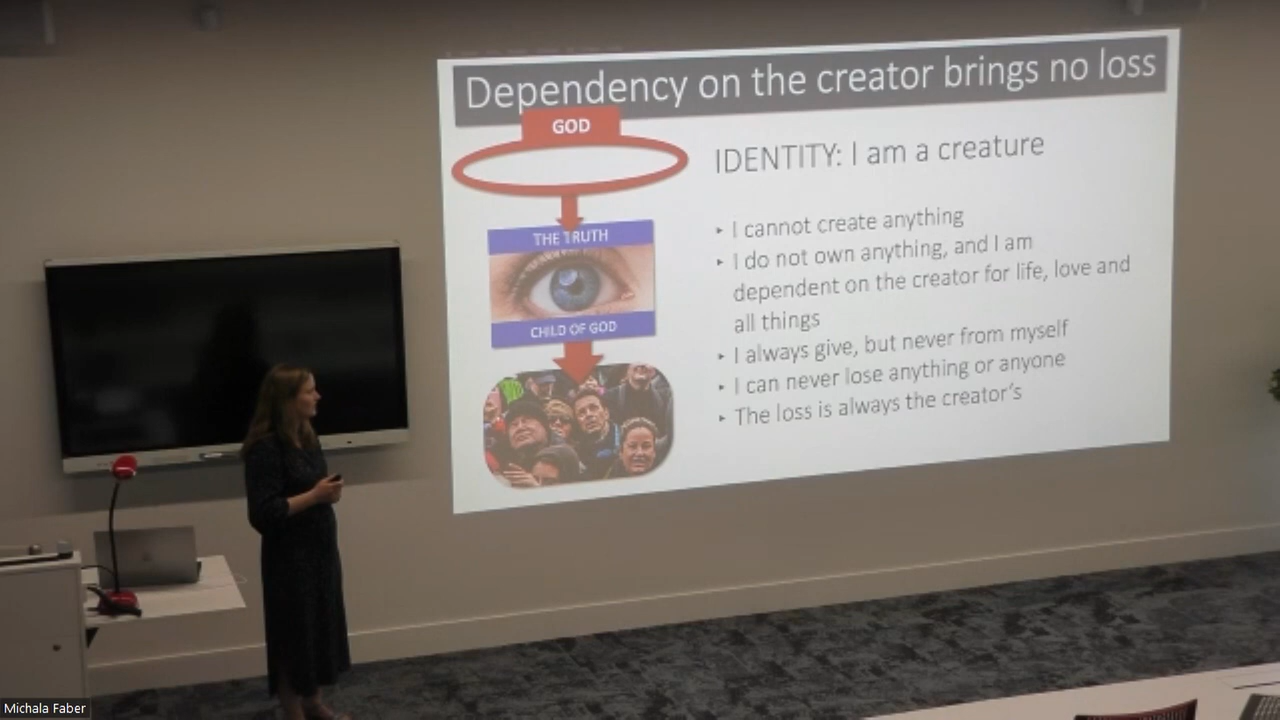 Dependency on the creator brings no loss
GOD
IDENTITY: I am a creature
THE TRUTH
CHILD OF GOD
‣ I cannot create anything
‣ I do not own anything, and I am
dependent on the creator for life, love and
all things
‣ I always give, but never from myself
‣ I can never lose anything or anyone
‣ The loss is always the creator's
Michala Faber